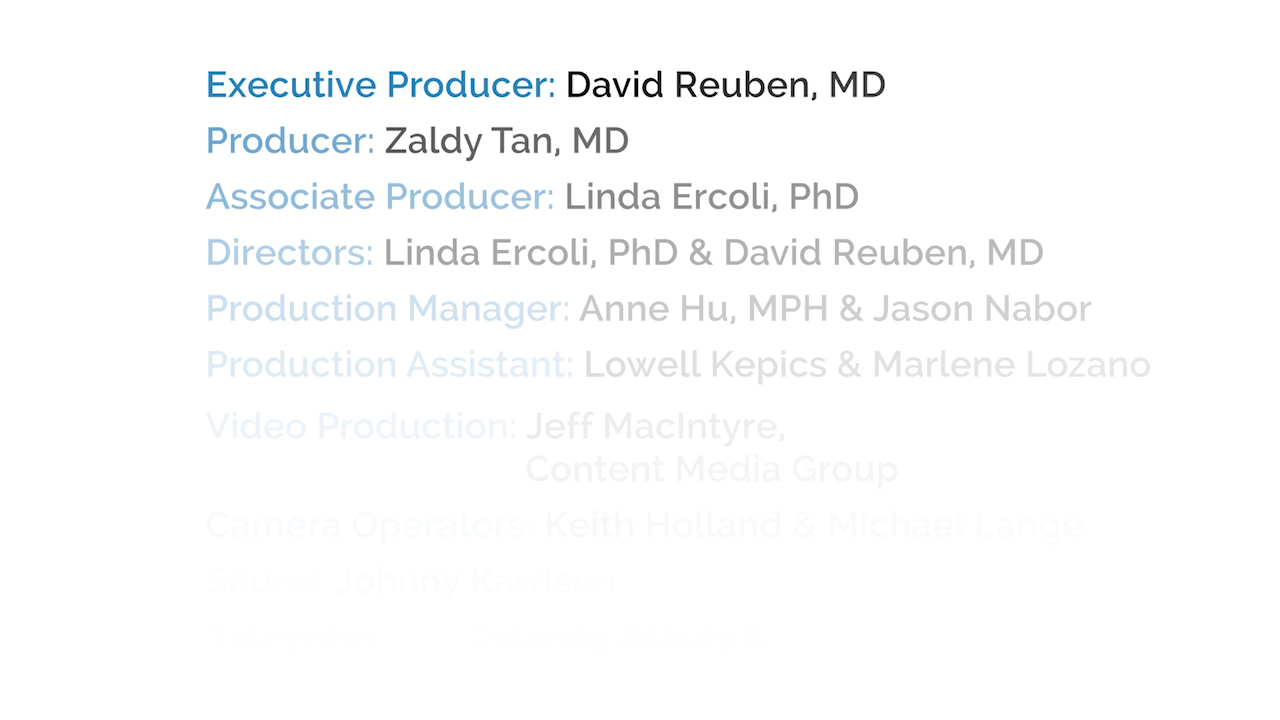 Executive Producer: David Reuben, MD
Producer: Zaldy Tan, MD
Associate Producer: Linda Ercoli, PhD
Directors: Linda Ercoli, PhD & David Reuben, MD
Production Manager: Anne Hu, MPH & Jason Nabor
Production Assistant: Lowell Kepics & Marlene Lozano
Video Production: Jeff MacIntyre,
Content Media Group
Camera Operators: Keith Holland & Michael Lange
Sound: Johnny Karlsun